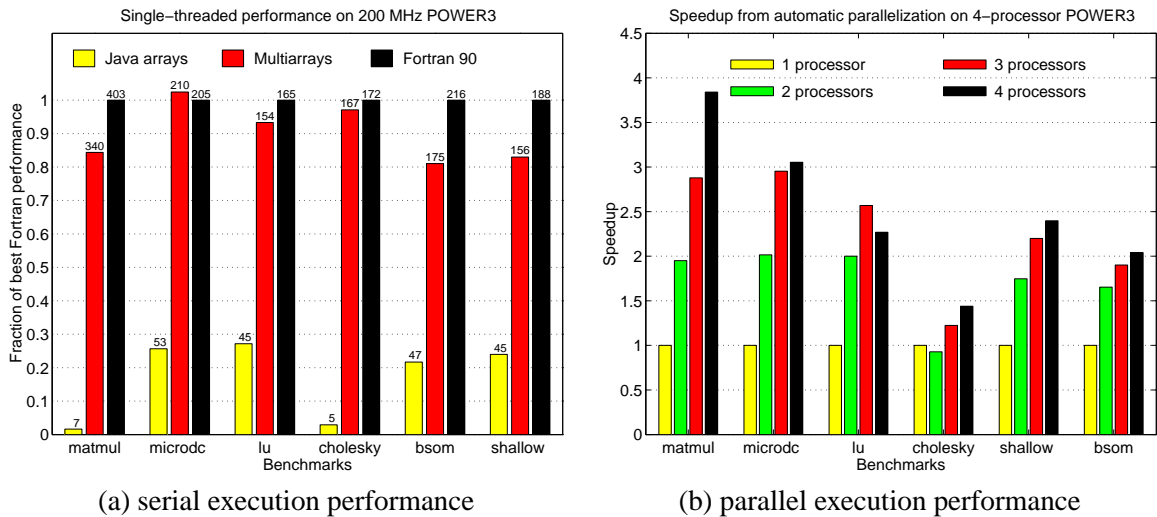 Single−threaded performance on 200 MHz POWER3
Java arrays Multiarrays Fortran 90
Fraction of best Fortran performance
0
0.1
0.2
0.3
0.4
0.5
0.6
0.7
0.8
0.9
1
7 340 403
53 210 205
45 154 165
5 167 172
47 175 216
45 156 188
matmul microdc lu cholesky bsom shallow
Benchmarks
(a) serial execution performance
Speedup from automatic parallelization on 4−processor POWER3
1 processor 3 processors
2 processors 4 processors
Speedup
0
0.5
1
1.5
2
2.5
3
3.5
4
4.5
matmul microdc lu cholesky shallow bsom
Benchmarks
(b) parallel execution performance